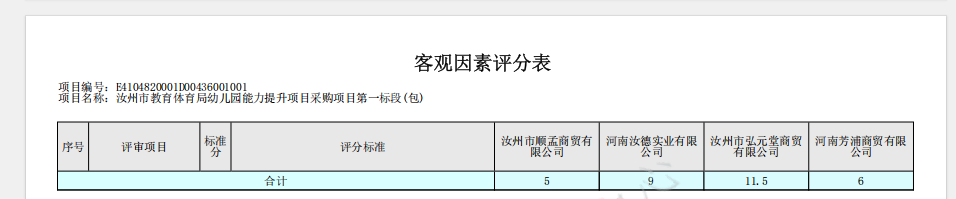 客观因素评分表
项目编号: E4104820001D00436001001
项目名称: 汝州市教育体育局幼儿园能力提升项目采购项目第一标段(包)
序号 评审项目 标准分 评分标准 汝州市顺孟商贸有限公司 河南汝德实业有限公司 汝州市弘元堂商贸有限公司 河南芳浦商贸有限公司
合计 5 9 11.5 6
心